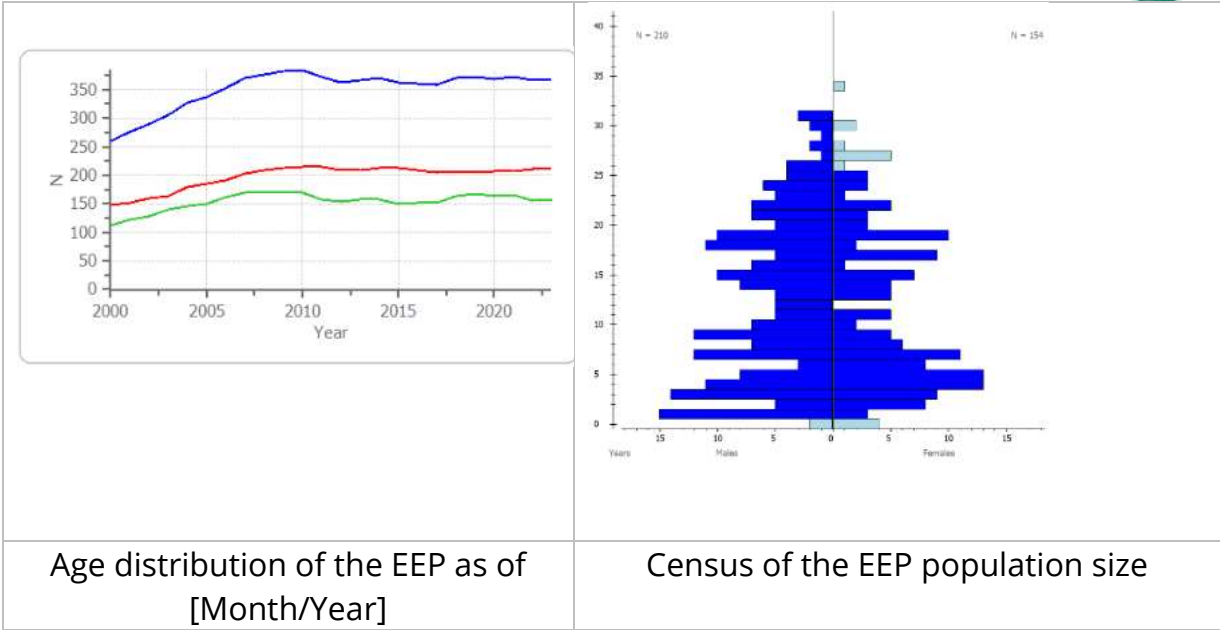 350
300
250
200
N
150
100
50
0
2000 2005 2010 2015 2020
Year
40
N = 210 N = 154
35
30
25
20
15
10
5
0
15 10 5 0 5 10 15
Years Males Females
Age distribution of the EEP as of
[Month/Year]
Census of the EEP population size